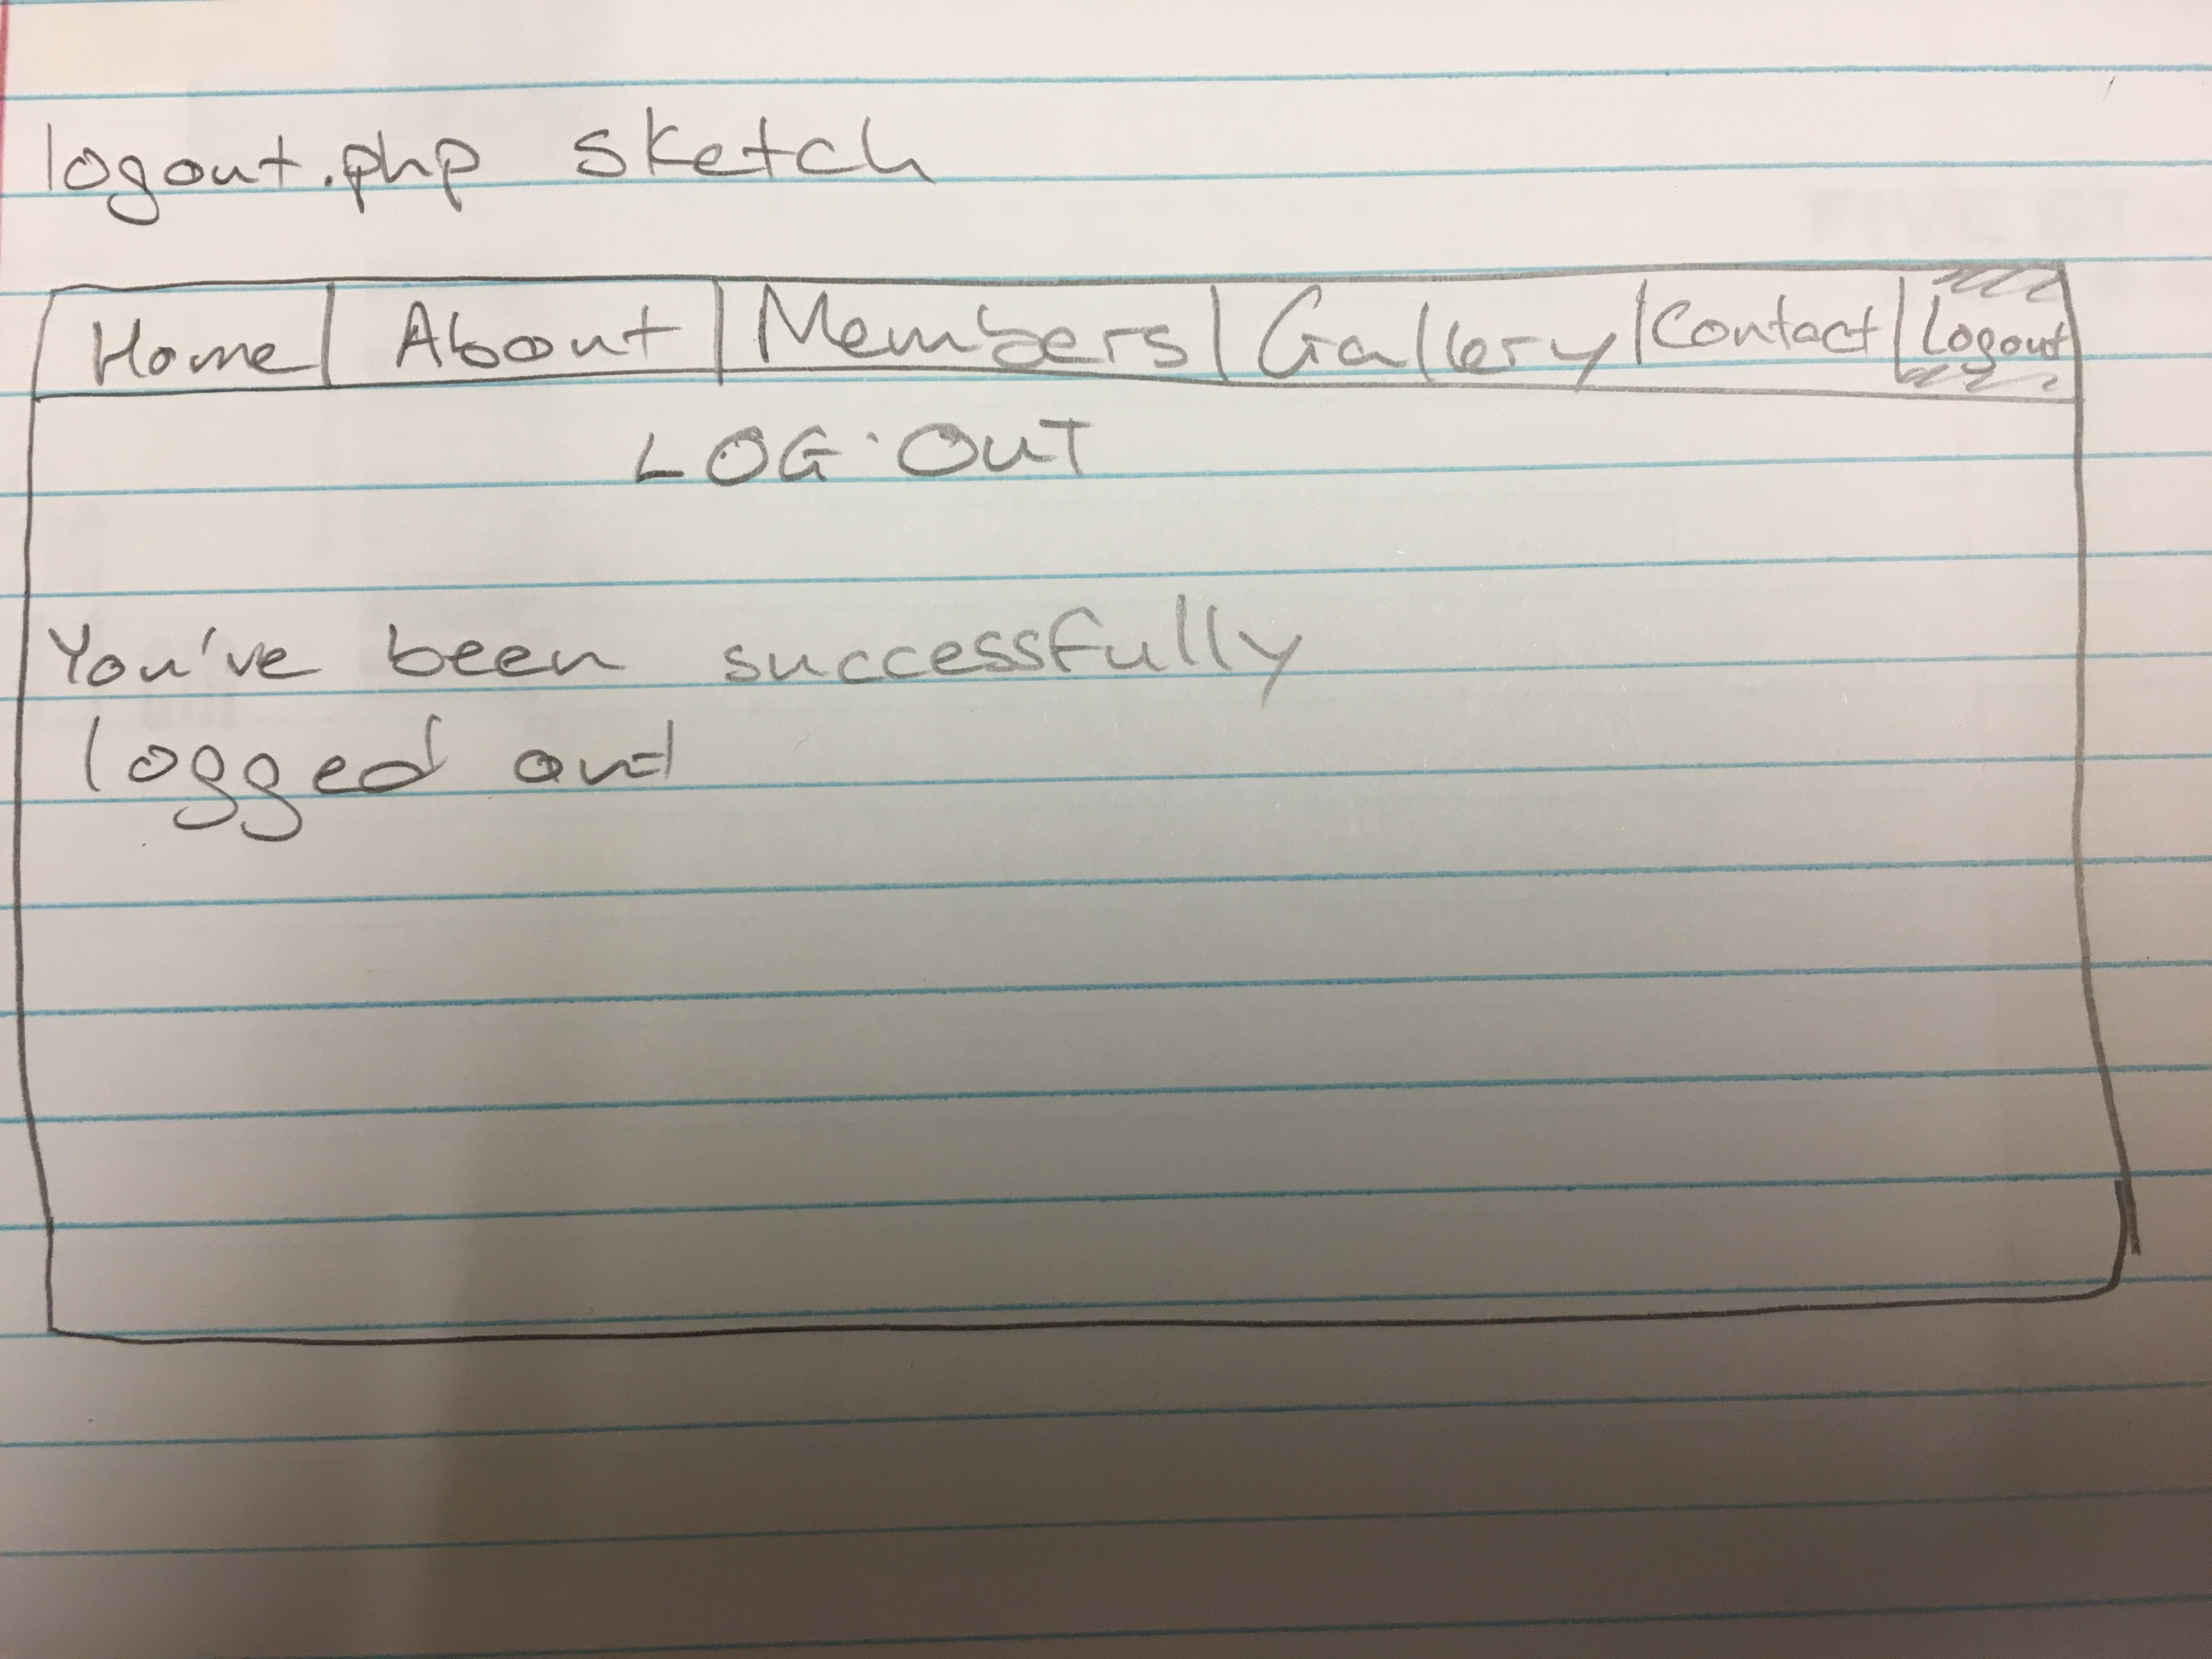 logout.php sketch
Home | About | Members | Gallery | Contact | logout
LOG.OUT
You've been successfully
logged out